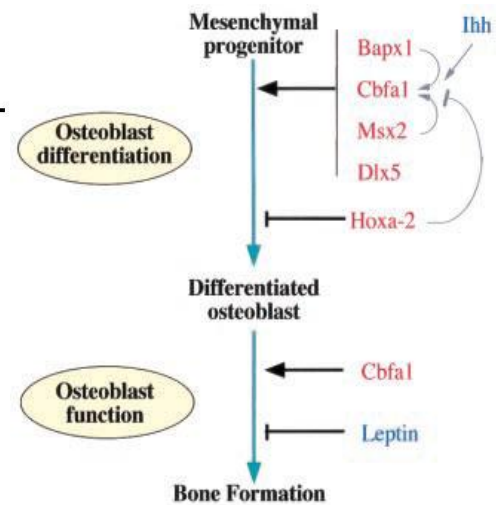 Mesenchymal
progenitor
Ihh
Bapx1
Cbfa1
Msx2
Dlx5
Hoxa-2
Osteoblast
differentiation
Differentiated
osteoblast
Osteoblast
function
Cbfa1
Leptin
Bone Formation